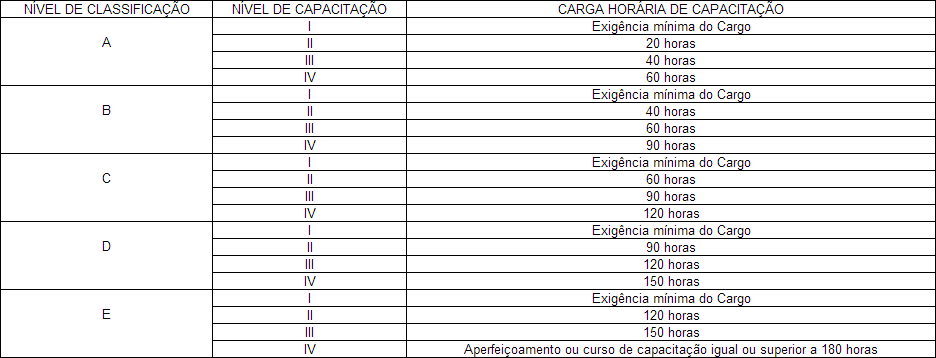 NÍVEL DE CLASSIFICAÇÃO NÍVEL DE CAPACITAÇÃO CARGA HORÁRIA DE CAPACITAÇÃO
A I Exigência mínima do Cargo
II 20 horas
III 40 horas
IV 60 horas
B I Exigência mínima do Cargo
II 40 horas
III 60 horas
IV 90 horas
C I Exigência mínima do Cargo
II 60 horas
III 90 horas
IV 120 horas
D I Exigência mínima do Cargo
II 90 horas
III 120 horas
IV 150 horas
E I Exigência mínima do Cargo
II 120 horas
III 150 horas
IV Aperfeiçoamento ou curso de capacitação igual ou superior a 180 horas